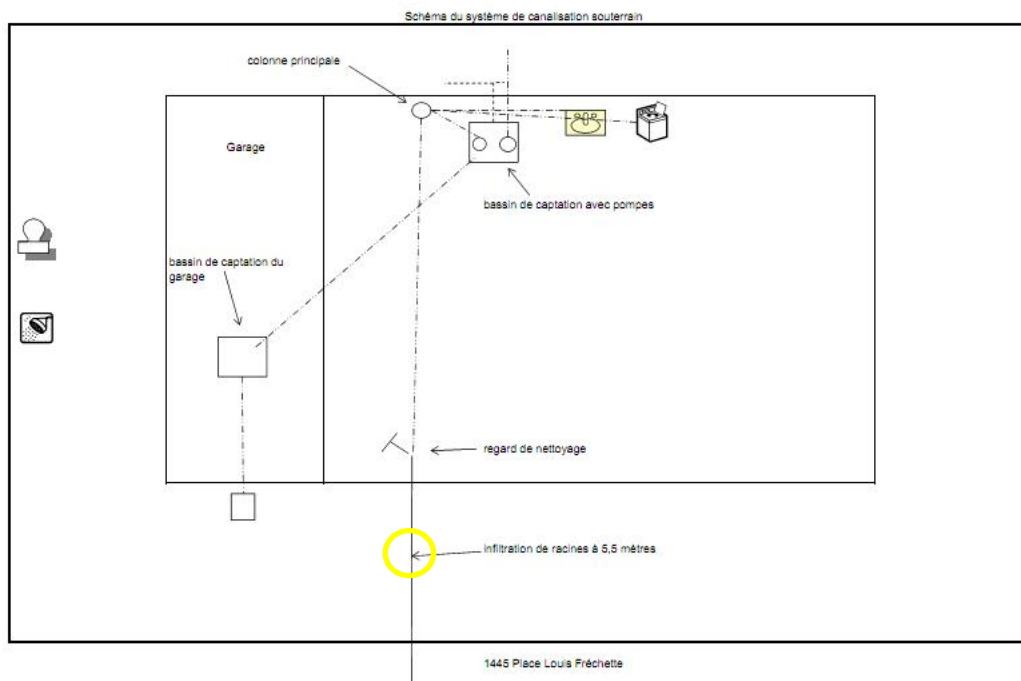 Schéma du système de canalisation souterrain
colonne principale
Garage
bassin de captation avec pompes
bassin de captation du
garage
regard de nettoyage
infiltration de racines à 5,5 mètres
1445 Place Louis Fréchette